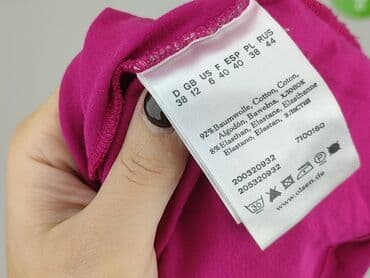 D GB US F ESP PL RUS
38 12 6 40 40 38 44
92%Baumwolle, Cotton, Coton,
Algodón, Bawełna, ХЛОПОК
8%Elasthan, Elastane, Elasthanne,
Elastano, Elastan, ЭЛАСТАН
7100160
200320932
205320932
30
www.olsen.de